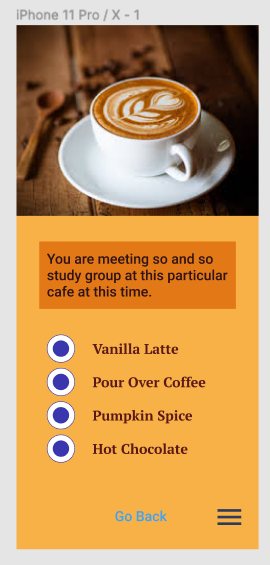 iPhone 11 Pro / X - 1
You are meeting so and so
study group at this particular
cafe at this time.
Vanilla Latte
Pour Over Coffee
Pumpkin Spice
Hot Chocolate
Go Back